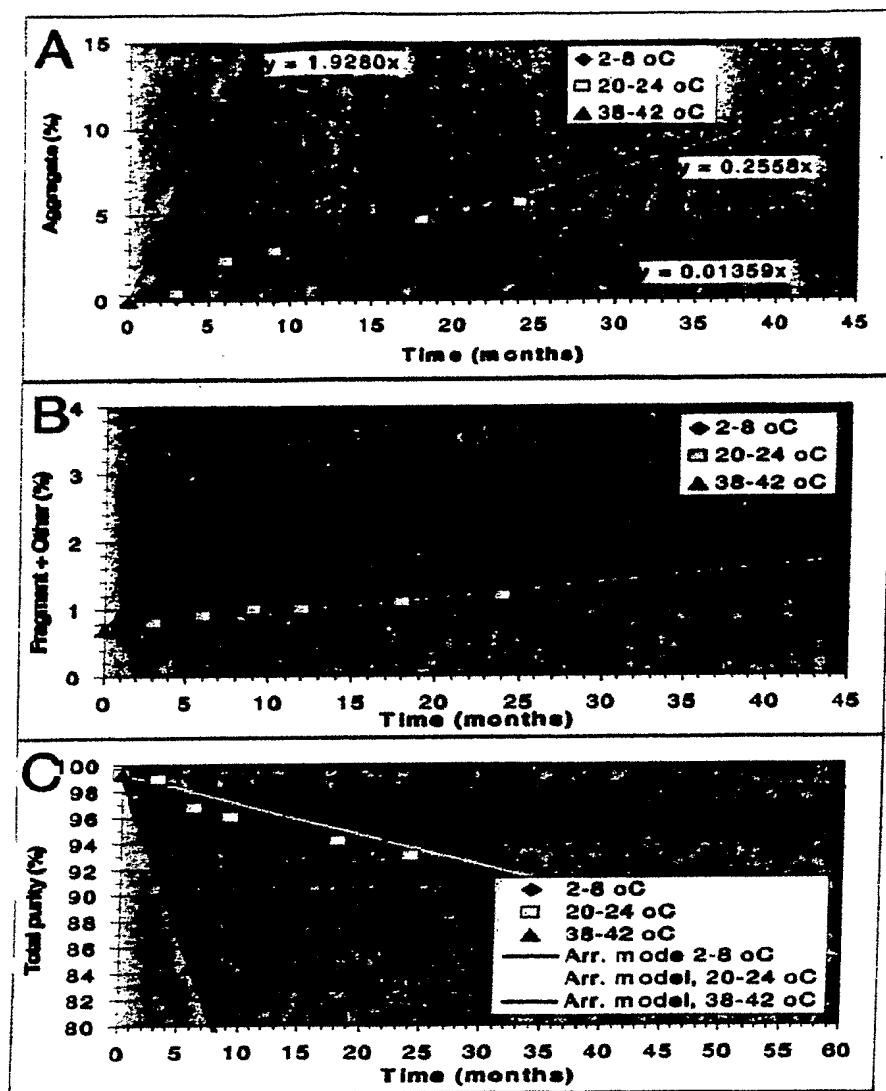 A
15
10
5
0
Aggregate (%)
y = 1.9280x
2-8 oC
20-24 oC
38-42 oC
y = 0.2558x
y = 0.01359x
0 5 10 15 20 25 30 35 40 45
Time (months)
B
4
3
2
1
0
Fragment + Other (%)
2-8 oC
20-24 oC
38-42 oC
0 5 10 15 20 25 30 35 40 45
Time (months)
C
00
98
96
94
92
90
88
86
84
82
80
Total purity (%)
2-8 oC
20-24 oC
38-42 oC
Arr. mode 2-8 oC
Arr. model, 20-24 oC
Arr. model, 38-42 oC
0 5 10 15 20 25 30 35 40 45 50 55 60
Time (months)